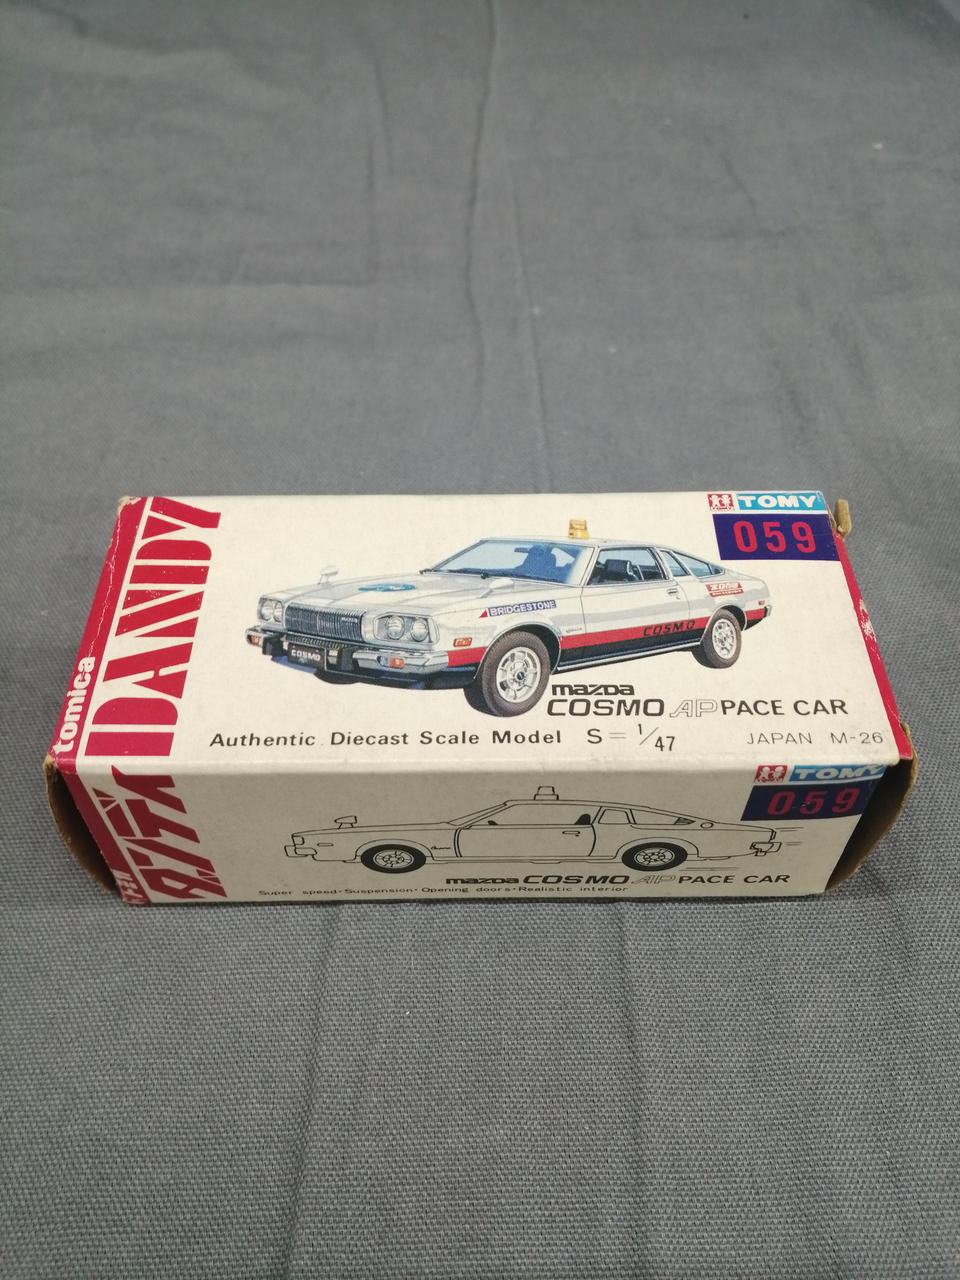 tomica
DANDY
TOMY
TOMY
059
BRIDGESTONE
COSMO
COSMO
mazda
COSMO AP PACE CAR
Authentic Diecast Scale Model S=1/47
JAPAN M-26
ダンディ
TOMY
059
mazda COSMO AP PACE CAR
Super speed·Suspension·Opening doors·Realistic interior